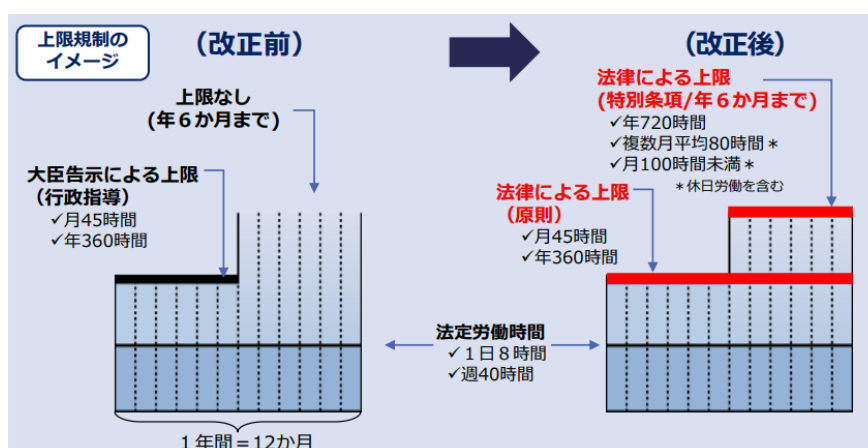 上限規制の
イメージ
（改正前）
（改正後）
上限なし
(年６か月まで)
大臣告示による上限
（行政指導）
✓月45時間
✓年360時間
法律による上限
(特別条項/年６か月まで)
✓年720時間
✓複数月平均80時間＊
✓月100時間未満＊
＊休日労働を含む
法律による上限
（原則）
✓月45時間
✓年360時間
法定労働時間
✓１日８時間
✓週40時間
１年間＝12か月